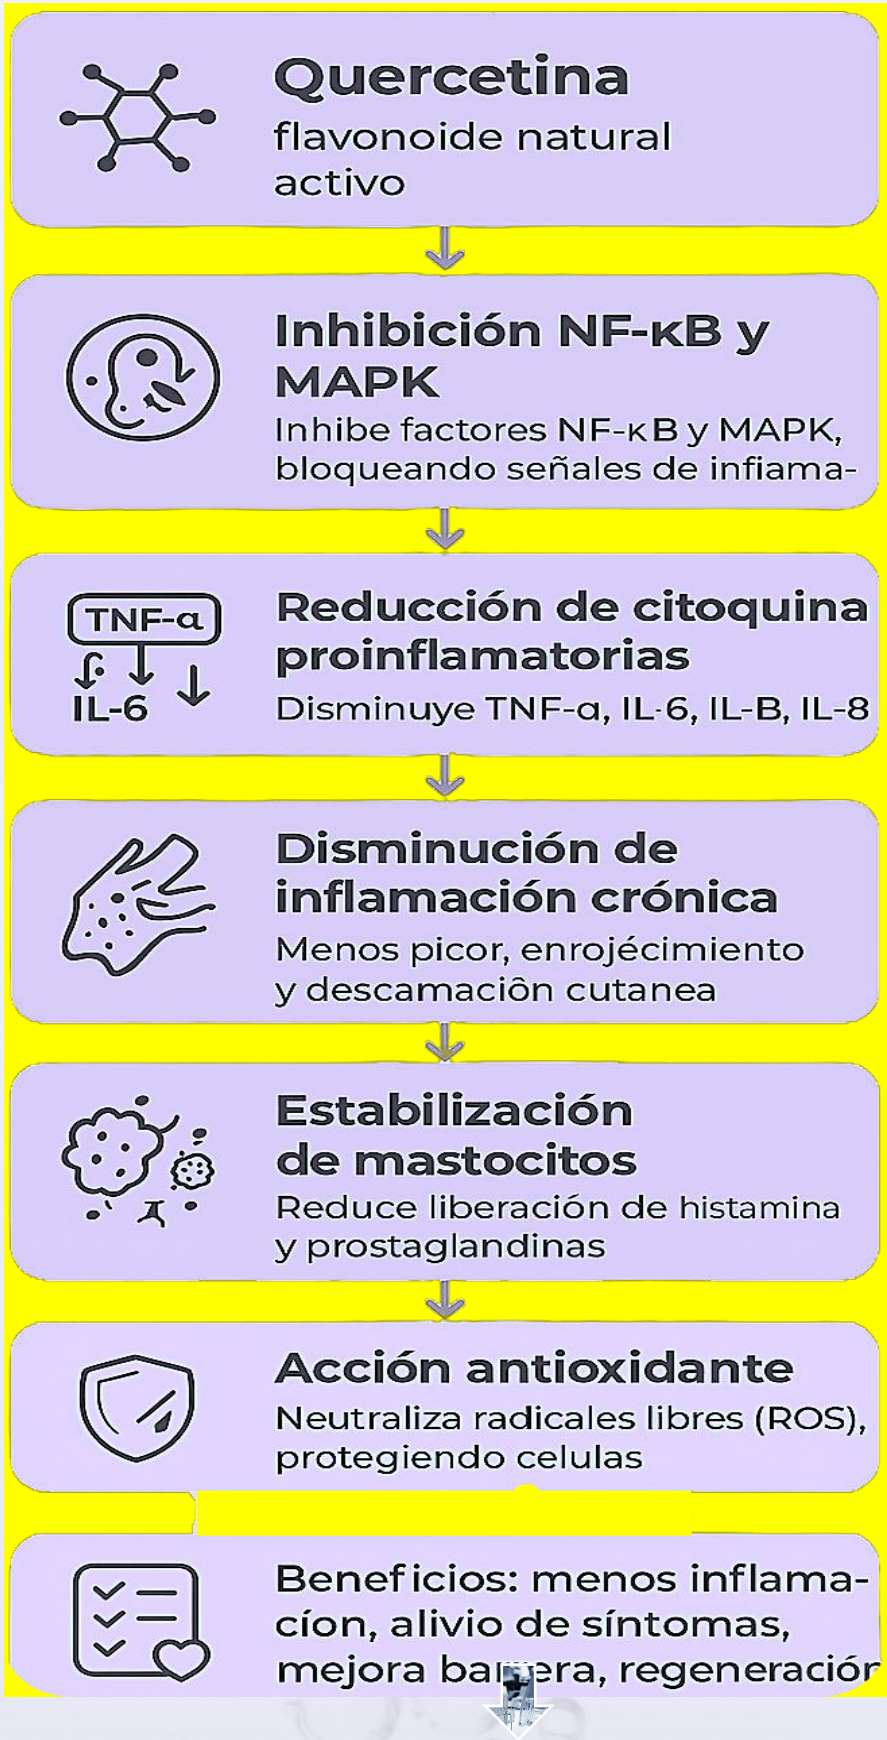 Quercetina
flavonoide natural
activo
Inhibición NF-κB y
MAPK
Inhibe factores NF-κB y MAPK,
bloqueando señales de infiama-
TNF-α
IL-6
Reducción de citoquina
proinflamatorias
Disminuye TNF-α, IL·6, IL-B, IL-8
Disminución de
inflamación crónica
Menos picor, enrojécimiento
y descamaciôn cutanea
Estabilización
de mastocitos
Reduce liberación de histamina
y prostaglandinas
Acción antioxidante
Neutraliza radicales libres (ROS),
protegiendo celulas
Beneficios: menos inflama-
cíon, alivio de síntomas,
mejora barrera, regeneración